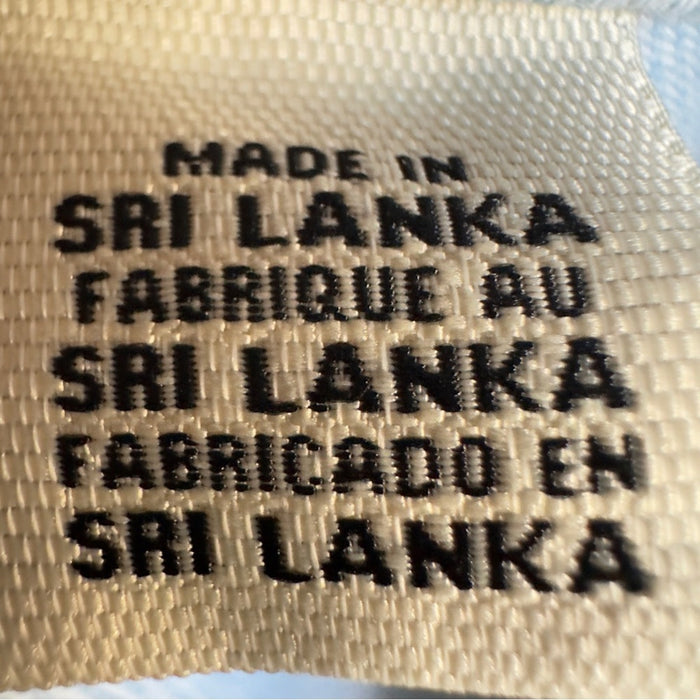 MADE IN
SRI LANKA
FABRIQUE AU
SRI LANKA
FABRICADO EN
SRI LANKA